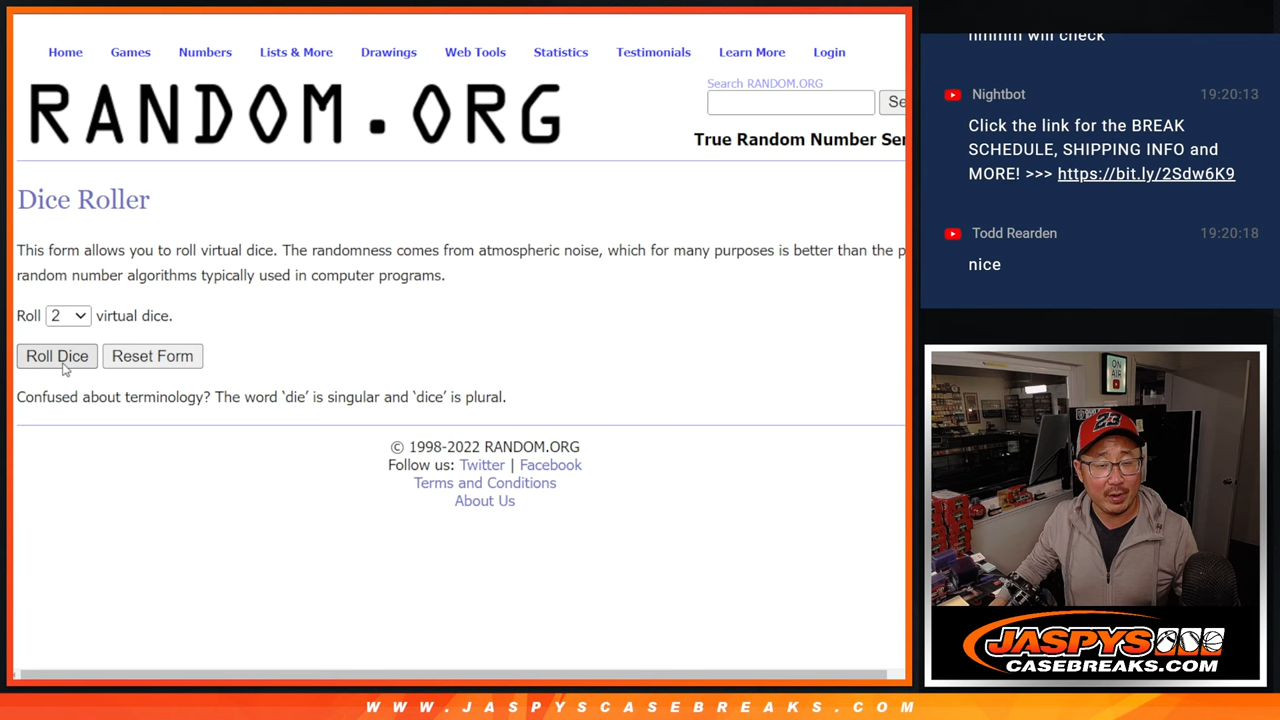 Home Games Numbers Lists & More Drawings Web Tools Statistics Testimonials Learn More Login
RANDOM.ORG
Search RANDOM.ORG
Se
True Random Number Ser
Dice Roller
This form allows you to roll virtual dice. The randomness comes from atmospheric noise, which for many purposes is better than the p
random number algorithms typically used in computer programs.
Roll 2 virtual dice.
Roll Dice Reset Form
Confused about terminology? The word ‘die’ is singular and ‘dice’ is plural.
© 1998-2022 RANDOM.ORG
Follow us: Twitter | Facebook
Terms and Conditions
About Us
hmmm will check
Nightbot 19:20:13
Click the link for the BREAK
SCHEDULE, SHIPPING INFO and
MORE! >>> https://bit.ly/2Sdw6K9
Todd Rearden 19:20:18
nice
ON
AIR
23
JASPYS
CASEBREAKS.COM
WWW.JASPYSCASEBREAKS.COM